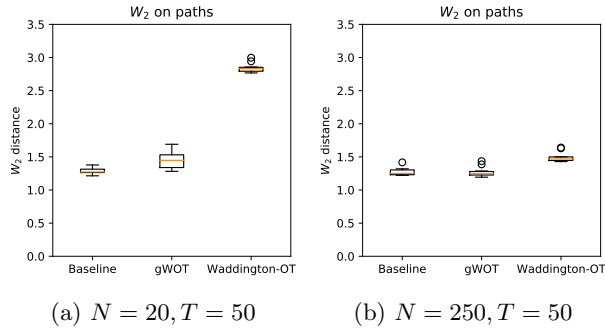 W₂ on paths
3.5
3.0
2.5
2.0
1.5
1.0
0.5
0.0
W₂ distance
Baseline gWOT Waddington-OT
(a) N = 20, T = 50
W₂ on paths
3.5
3.0
2.5
2.0
1.5
1.0
0.5
0.0
W₂ distance
Baseline gWOT Waddington-OT
(b) N = 250, T = 50